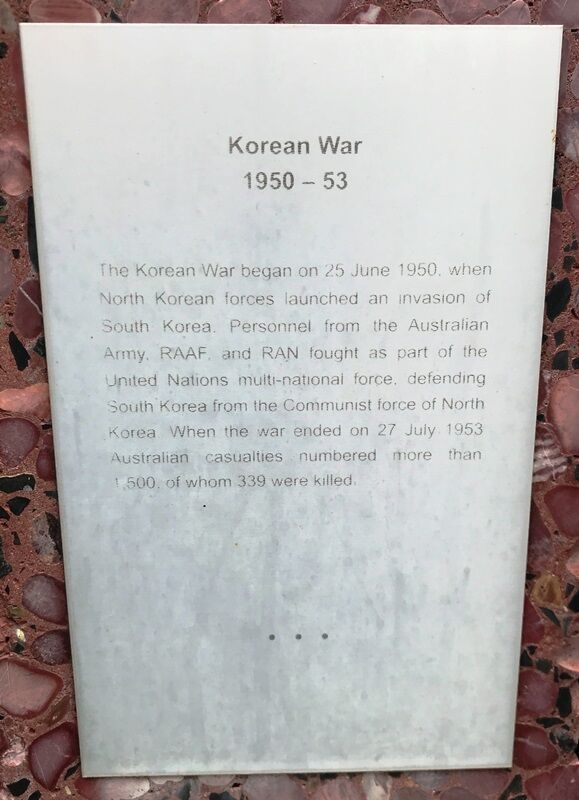 Korean War
1950 – 53
The Korean War began on 25 June 1950, when
North Korean forces launched an invasion of
South Korea. Personnel from the Australian
Army, RAAF, and RAN fought as part of the
United Nations multi-national force, defending
South Korea from the Communist force of North
Korea. When the war ended on 27 July 1953
Australian casualties numbered more than
1,500, of whom 339 were killed.
• • •